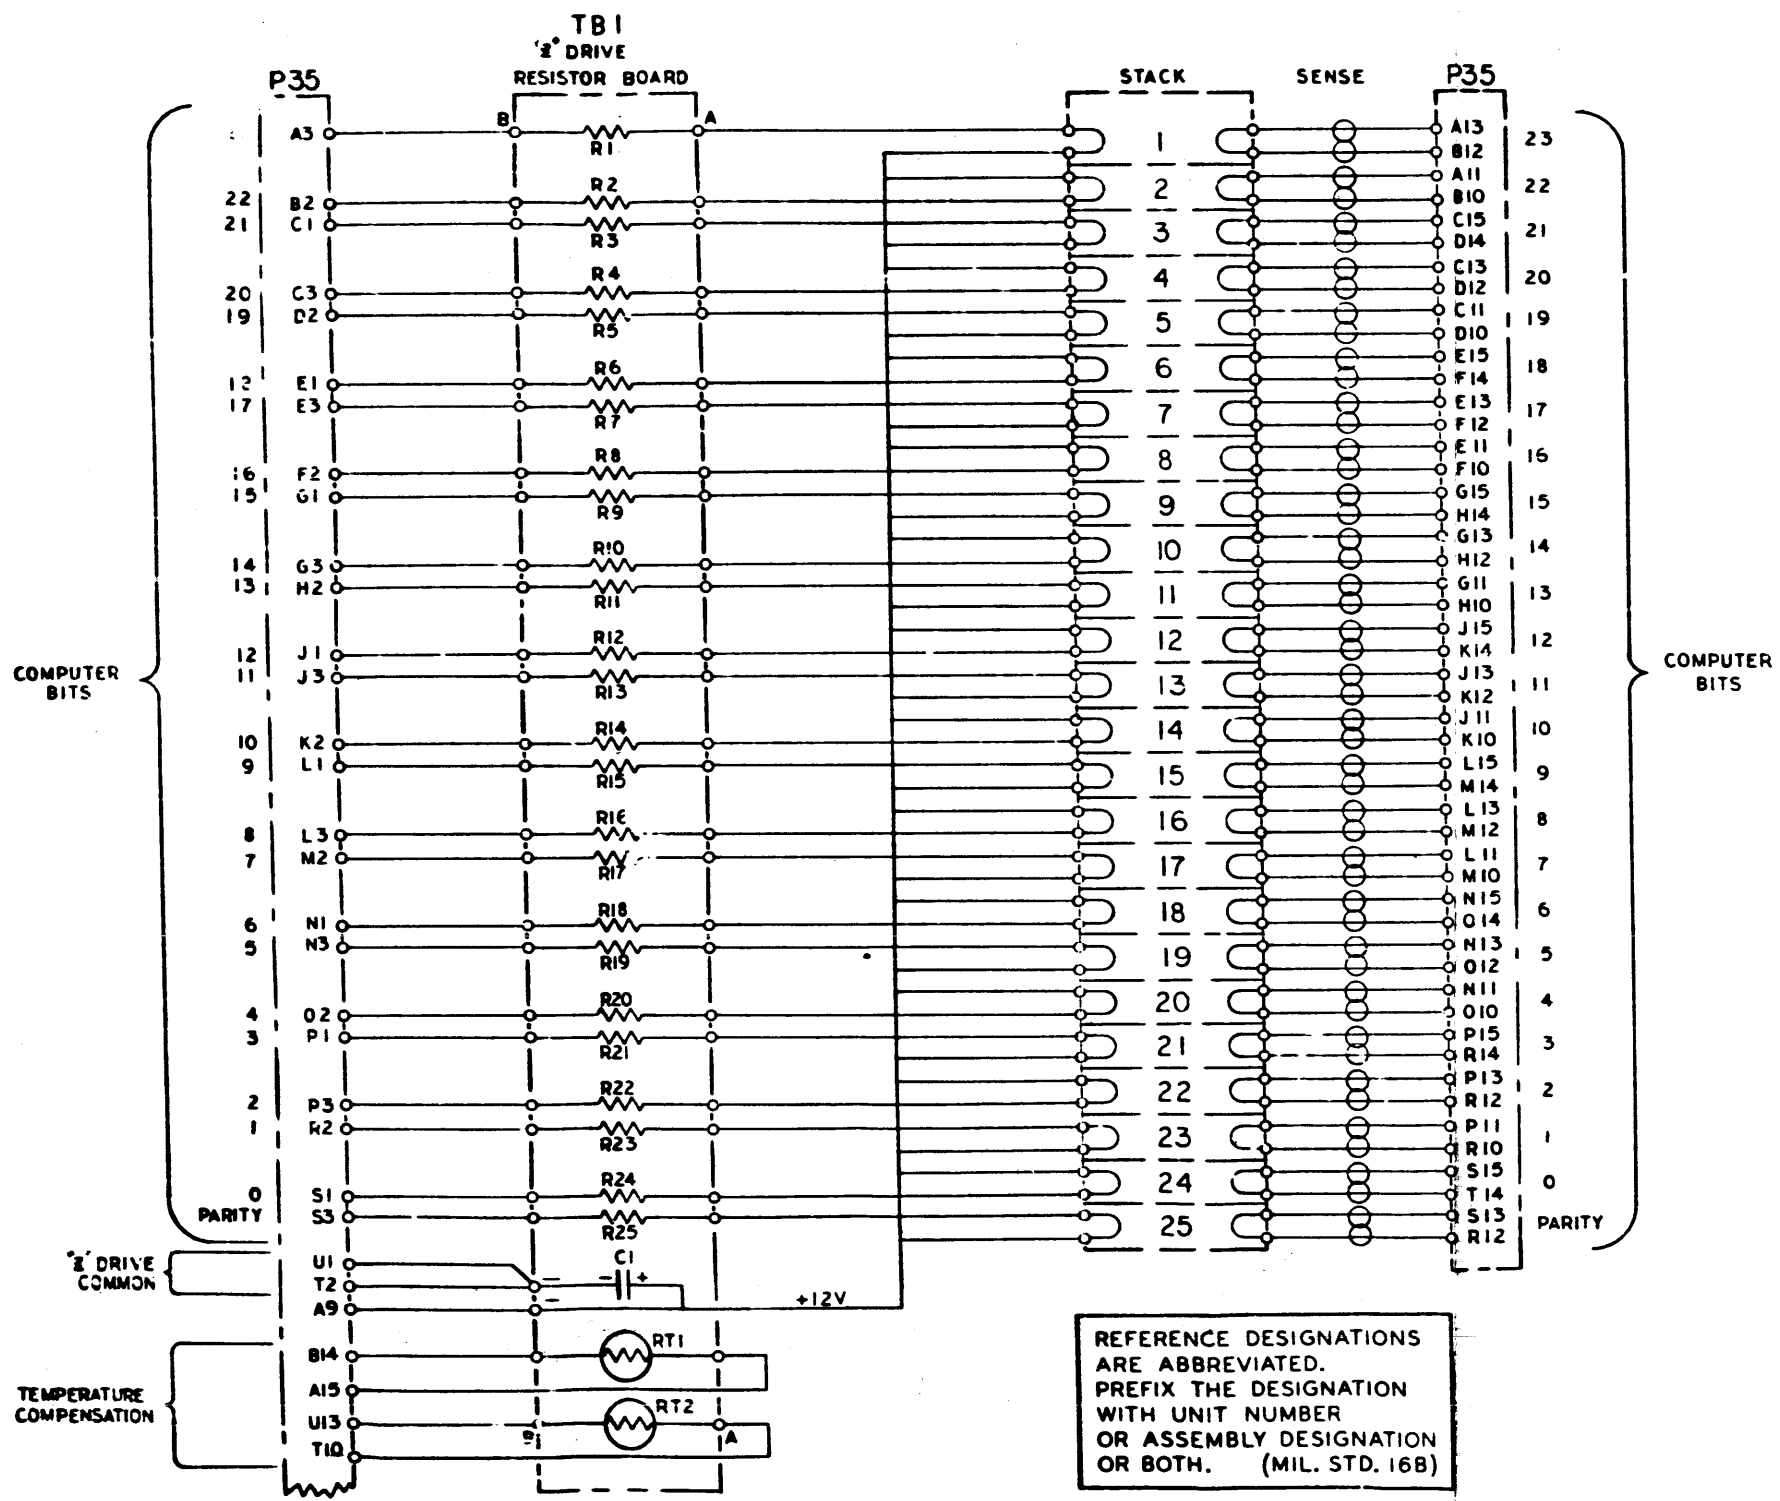 TB1
"Z" DRIVE
RESISTOR BOARD
P35
STACK
SENSE
P35
B
A
A3
R1
1
A13
B12
23
22
B2
R2
2
A11
B10
22
21
C1
R3
3
C15
D14
21
20
C3
R4
4
C13
D12
20
19
D2
R5
5
C11
D10
19
E1
R6
6
E15
F14
18
17
E3
R7
7
E13
F12
17
16
F2
R8
8
E11
F10
16
15
G1
R9
9
G15
H14
15
14
G3
R10
10
G13
H12
14
13
H2
R11
11
G11
H10
13
12
J1
R12
12
J15
K14
12
COMPUTER
BITS
11
J3
R13
13
J13
K12
11
COMPUTER
BITS
10
K2
R14
14
J11
K10
10
9
L1
R15
15
L15
M14
9
8
L3
R16
16
L13
M12
8
7
M2
R17
17
L11
M10
7
6
N1
R18
18
N15
O14
6
5
N3
R19
19
N13
O12
5
4
O2
R20
20
N11
O10
4
3
P1
R21
21
P15
R14
3
2
P3
R22
22
P13
R12
2
1
R2
R23
23
P11
R10
1
0
S1
R24
24
S15
T14
0
PARITY
S3
R25
25
S13
R12
PARITY
"Z" DRIVE
COMMON
U1
T2
A9
C1
- +
+12V
TEMPERATURE
COMPENSATION
B14
RT1
A15
U13
RT2
B
A
T10
REFERENCE DESIGNATIONS
ARE ABBREVIATED.
PREFIX THE DESIGNATION
WITH UNIT NUMBER
OR ASSEMBLY DESIGNATION
OR BOTH. (MIL. STD. 16B)